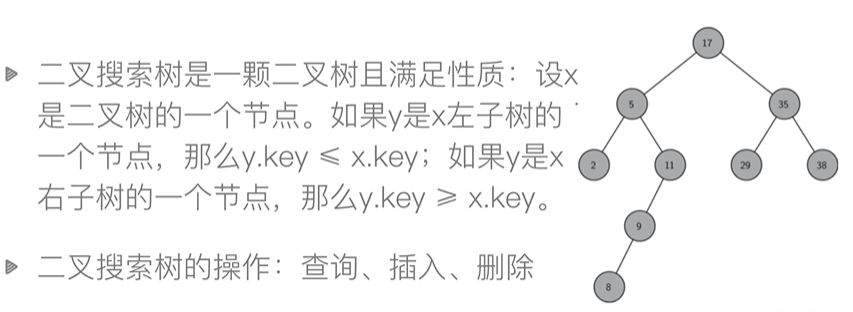 二叉搜索树是一颗二叉树且满足性质：设x
是二叉树的一个节点。如果y是x左子树的
一个节点，那么y.key ≤ x.key；如果y是x
右子树的一个节点，那么y.key ≥ x.key。
二叉搜索树的操作：查询、插入、删除
17
5
35
2
11
29
38
9
8